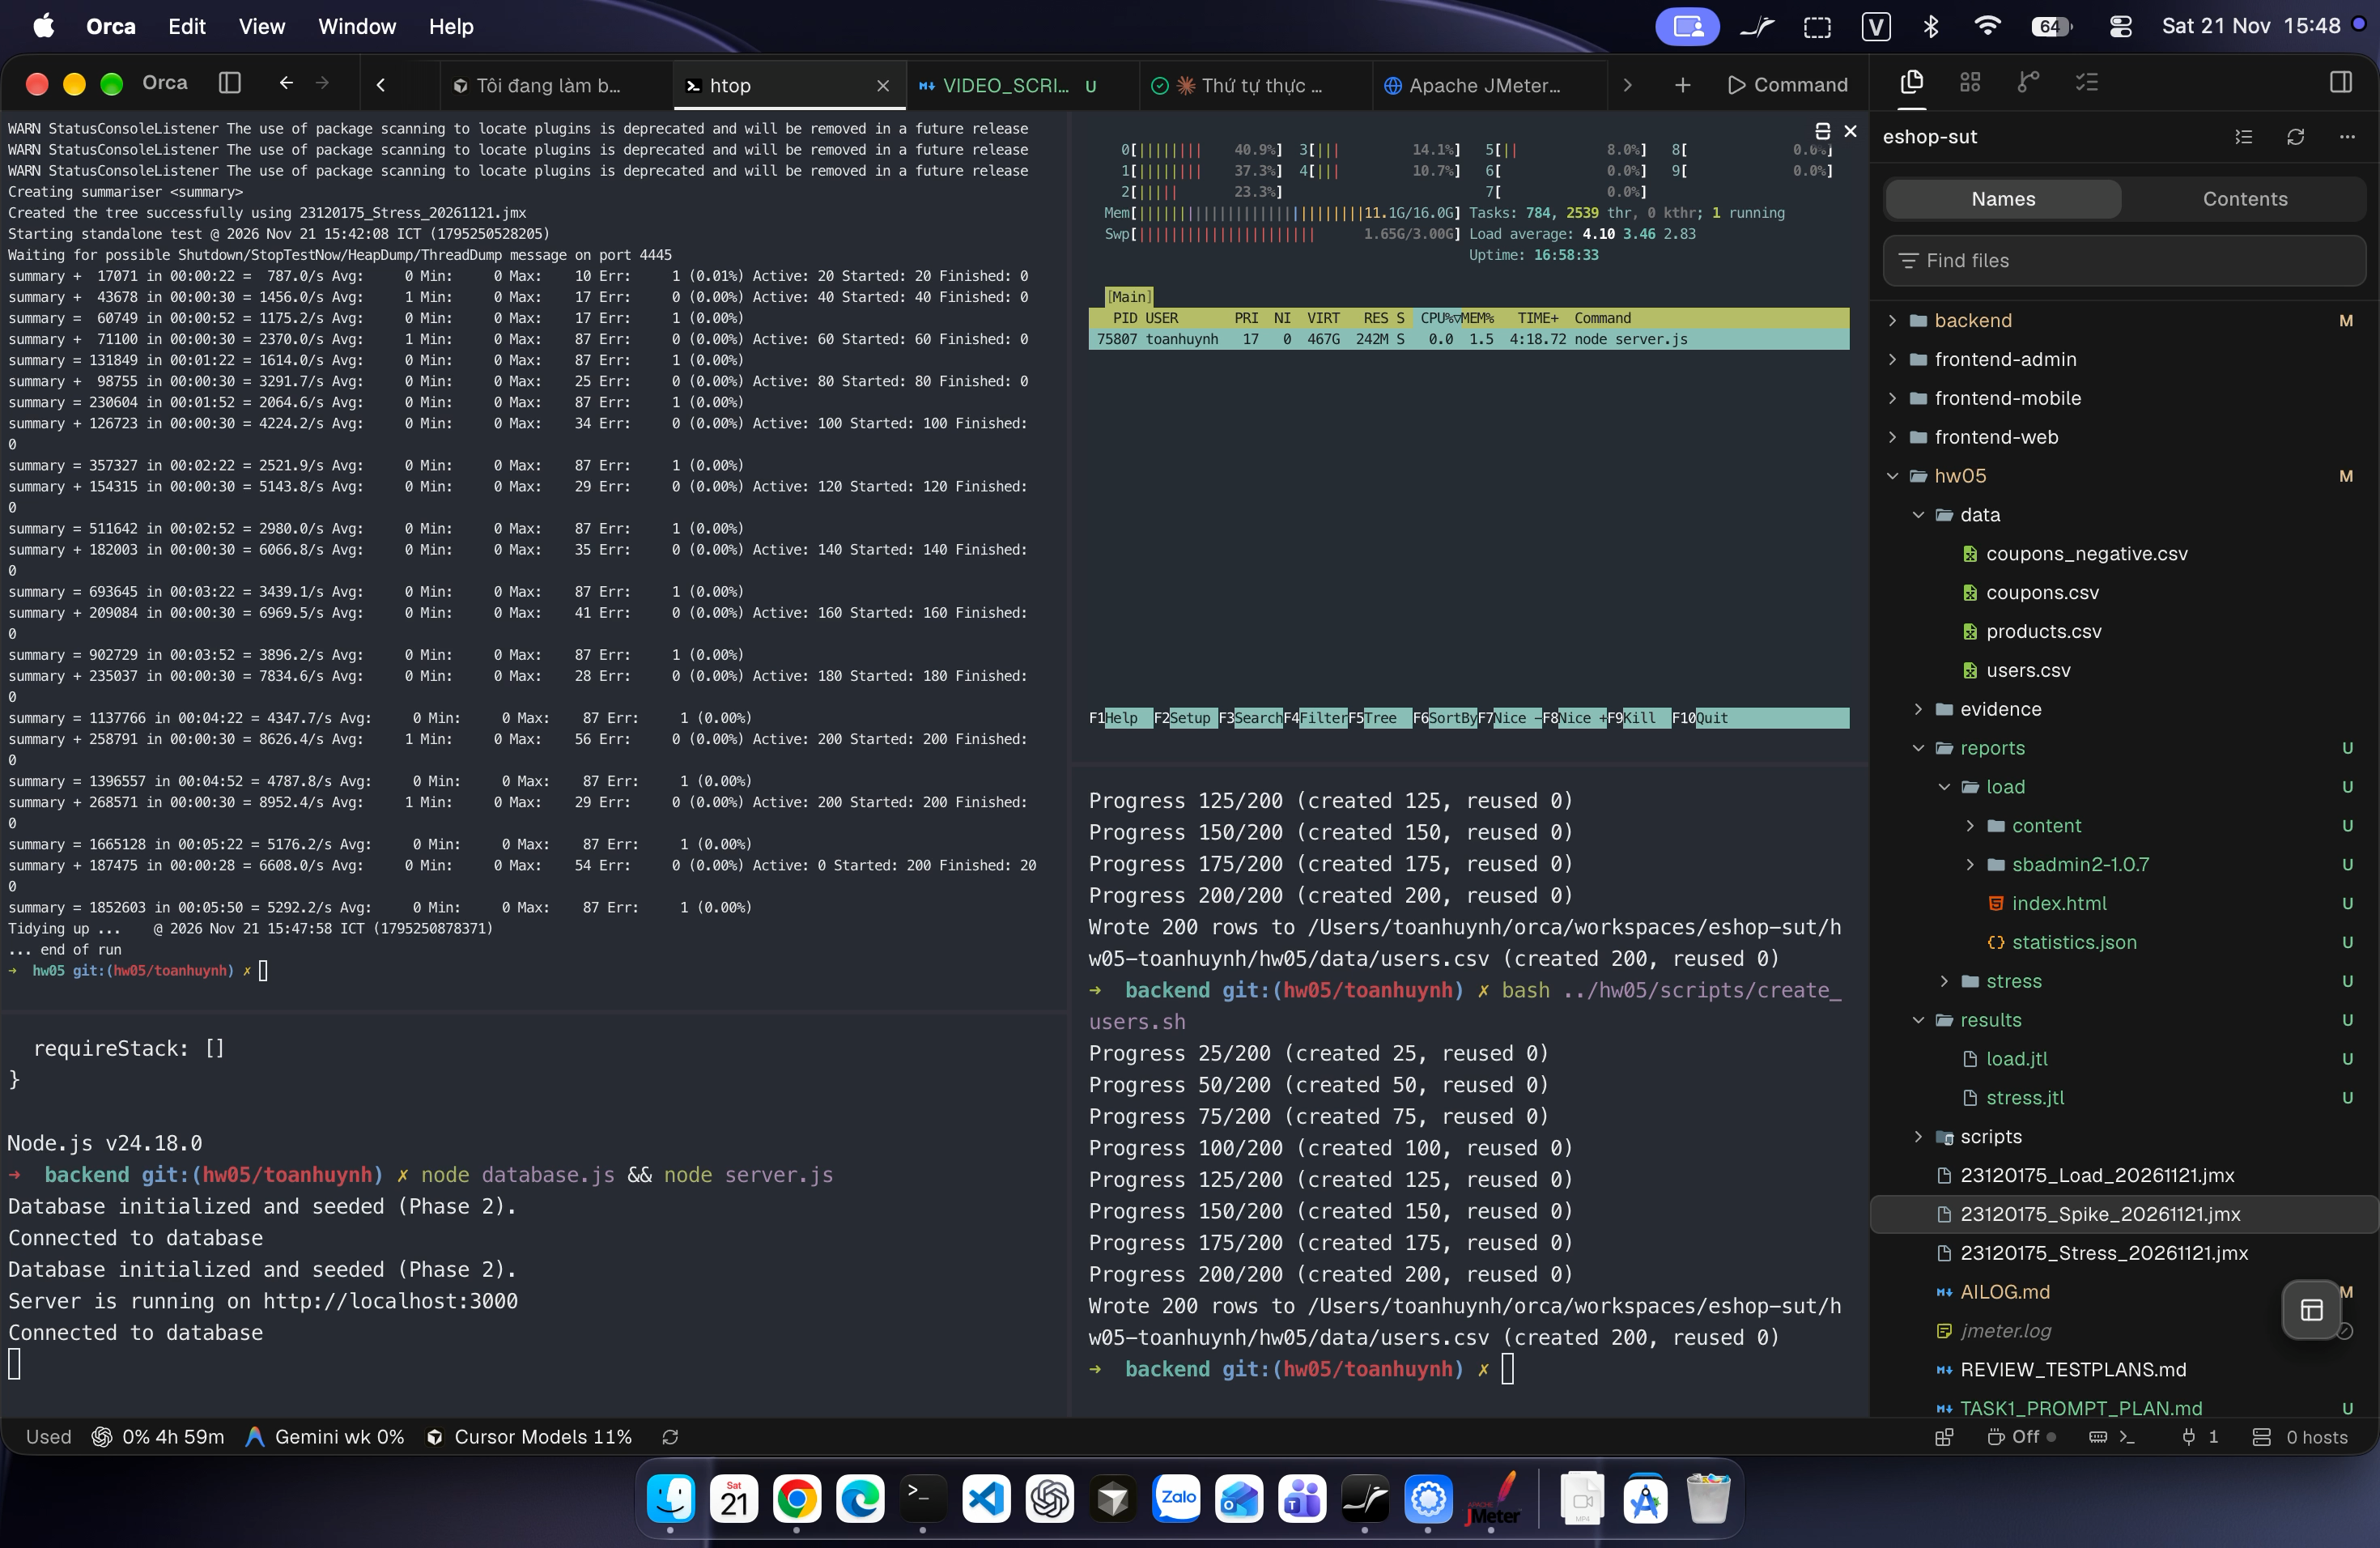 Orca Edit View Window Help
V 64 Sat 21 Nov 15:48
Orca
Tôi đang làm b... htop VIDEO_SCRI... U Thứ tự thực ... Apache JMeter... Command
WARN StatusConsoleListener The use of package scanning to locate plugins is deprecated and will be removed in a future release
WARN StatusConsoleListener The use of package scanning to locate plugins is deprecated and will be removed in a future release
WARN StatusConsoleListener The use of package scanning to locate plugins is deprecated and will be removed in a future release
Creating summariser <summary>
Created the tree successfully using 23120175_Stress_20261121.jmx
Starting standalone test @ 2026 Nov 21 15:42:08 ICT (1795250528205)
Waiting for possible Shutdown/StopTestNow/HeapDump/ThreadDump message on port 4445
summary + 17071 in 00:00:22 = 787.0/s Avg: 0 Min: 0 Max: 10 Err: 1 (0.01%) Active: 20 Started: 20 Finished: 0
summary + 43678 in 00:00:30 = 1456.0/s Avg: 1 Min: 0 Max: 17 Err: 0 (0.00%) Active: 40 Started: 40 Finished: 0
summary = 60749 in 00:00:52 = 1175.2/s Avg: 0 Min: 0 Max: 17 Err: 1 (0.00%)
summary + 71100 in 00:00:30 = 2370.0/s Avg: 1 Min: 0 Max: 87 Err: 0 (0.00%) Active: 60 Started: 60 Finished: 0
summary = 131849 in 00:01:22 = 1614.0/s Avg: 0 Min: 0 Max: 87 Err: 1 (0.00%)
summary + 98755 in 00:00:30 = 3291.7/s Avg: 0 Min: 0 Max: 25 Err: 0 (0.00%) Active: 80 Started: 80 Finished: 0
summary = 230604 in 00:01:52 = 2064.6/s Avg: 0 Min: 0 Max: 87 Err: 1 (0.00%)
summary + 126723 in 00:00:30 = 4224.2/s Avg: 0 Min: 0 Max: 34 Err: 0 (0.00%) Active: 100 Started: 100 Finished:
0
summary = 357327 in 00:02:22 = 2521.9/s Avg: 0 Min: 0 Max: 87 Err: 1 (0.00%)
summary + 154315 in 00:00:30 = 5143.8/s Avg: 0 Min: 0 Max: 29 Err: 0 (0.00%) Active: 120 Started: 120 Finished:
0
summary = 511642 in 00:02:52 = 2980.0/s Avg: 0 Min: 0 Max: 87 Err: 1 (0.00%)
summary + 182003 in 00:00:30 = 6066.8/s Avg: 0 Min: 0 Max: 35 Err: 0 (0.00%) Active: 140 Started: 140 Finished:
0
summary = 693645 in 00:03:22 = 3439.1/s Avg: 0 Min: 0 Max: 87 Err: 1 (0.00%)
summary + 209084 in 00:00:30 = 6969.5/s Avg: 0 Min: 0 Max: 41 Err: 0 (0.00%) Active: 160 Started: 160 Finished:
0
summary = 902729 in 00:03:52 = 3896.2/s Avg: 0 Min: 0 Max: 87 Err: 1 (0.00%)
summary + 235037 in 00:00:30 = 7834.6/s Avg: 0 Min: 0 Max: 28 Err: 0 (0.00%) Active: 180 Started: 180 Finished:
0
summary = 1137766 in 00:04:22 = 4347.7/s Avg: 0 Min: 0 Max: 87 Err: 1 (0.00%)
summary + 258791 in 00:00:30 = 8626.4/s Avg: 1 Min: 0 Max: 56 Err: 0 (0.00%) Active: 200 Started: 200 Finished:
0
summary = 1396557 in 00:04:52 = 4787.8/s Avg: 0 Min: 0 Max: 87 Err: 1 (0.00%)
summary + 268571 in 00:00:30 = 8952.4/s Avg: 1 Min: 0 Max: 29 Err: 0 (0.00%) Active: 200 Started: 200 Finished:
0
summary = 1665128 in 00:05:22 = 5176.2/s Avg: 0 Min: 0 Max: 87 Err: 1 (0.00%)
summary + 187475 in 00:00:28 = 6608.0/s Avg: 0 Min: 0 Max: 54 Err: 0 (0.00%) Active: 0 Started: 200 Finished: 20
0
summary = 1852603 in 00:05:50 = 5292.2/s Avg: 0 Min: 0 Max: 87 Err: 1 (0.00%)
Tidying up ... @ 2026 Nov 21 15:47:58 ICT (1795250878371)
... end of run
→ hw05 git:(hw05/toanhuynh) ✗
requireStack: []
}
Node.js v24.18.0
→ backend git:(hw05/toanhuynh) ✗ node database.js && node server.js
Database initialized and seeded (Phase 2).
Connected to database
Database initialized and seeded (Phase 2).
Server is running on http://localhost:3000
Connected to database
0[|||||||| 40.9%] 3[||| 14.1%] 5[|| 8.0%] 8[ 0.0%]
1[|||||||| 37.3%] 4[||| 10.7%] 6[ 0.0%] 9[ 0.0%]
2[||||| 23.3%] 7[ 0.0%]
Mem[||||||||||||||||||||||||||||11.1G/16.0G] Tasks: 784, 2539 thr, 0 kthr; 1 running
Swp[|||||||||||||||||||||| 1.65G/3.00G] Load average: 4.10 3.46 2.83
Uptime: 16:58:33
[Main]
PID USER PRI NI VIRT RES S CPU%▽MEM% TIME+ Command
75807 toanhuynh 17 0 467G 242M S 0.0 1.5 4:18.72 node server.js
F1Help F2Setup F3SearchF4FilterF5Tree F6SortByF7Nice -F8Nice +F9Kill F10Quit
Progress 125/200 (created 125, reused 0)
Progress 150/200 (created 150, reused 0)
Progress 175/200 (created 175, reused 0)
Progress 200/200 (created 200, reused 0)
Wrote 200 rows to /Users/toanhuynh/orca/workspaces/eshop-sut/h
w05-toanhuynh/hw05/data/users.csv (created 200, reused 0)
→ backend git:(hw05/toanhuynh) ✗ bash ../hw05/scripts/create_
users.sh
Progress 25/200 (created 25, reused 0)
Progress 50/200 (created 50, reused 0)
Progress 75/200 (created 75, reused 0)
Progress 100/200 (created 100, reused 0)
Progress 125/200 (created 125, reused 0)
Progress 150/200 (created 150, reused 0)
Progress 175/200 (created 175, reused 0)
Progress 200/200 (created 200, reused 0)
Wrote 200 rows to /Users/toanhuynh/orca/workspaces/eshop-sut/h
w05-toanhuynh/hw05/data/users.csv (created 200, reused 0)
→ backend git:(hw05/toanhuynh) ✗
eshop-sut
Names Contents
Find files
backend M
frontend-admin
frontend-mobile
frontend-web
hw05 M
data
coupons_negative.csv
coupons.csv
products.csv
users.csv
evidence
reports U
load U
content U
sbadmin2-1.0.7 U
index.html U
statistics.json U
stress U
results U
load.jtl U
stress.jtl U
scripts
23120175_Load_20261121.jmx
23120175_Spike_20261121.jmx
23120175_Stress_20261121.jmx
AILOG.md M
jmeter.log
REVIEW_TESTPLANS.md
TASK1_PROMPT_PLAN.md U
Used 0% 4h 59m Gemini wk 0% Cursor Models 11% Off 1 0 hosts
Sat
21
Zalo
APACHE
JMeter
MP4